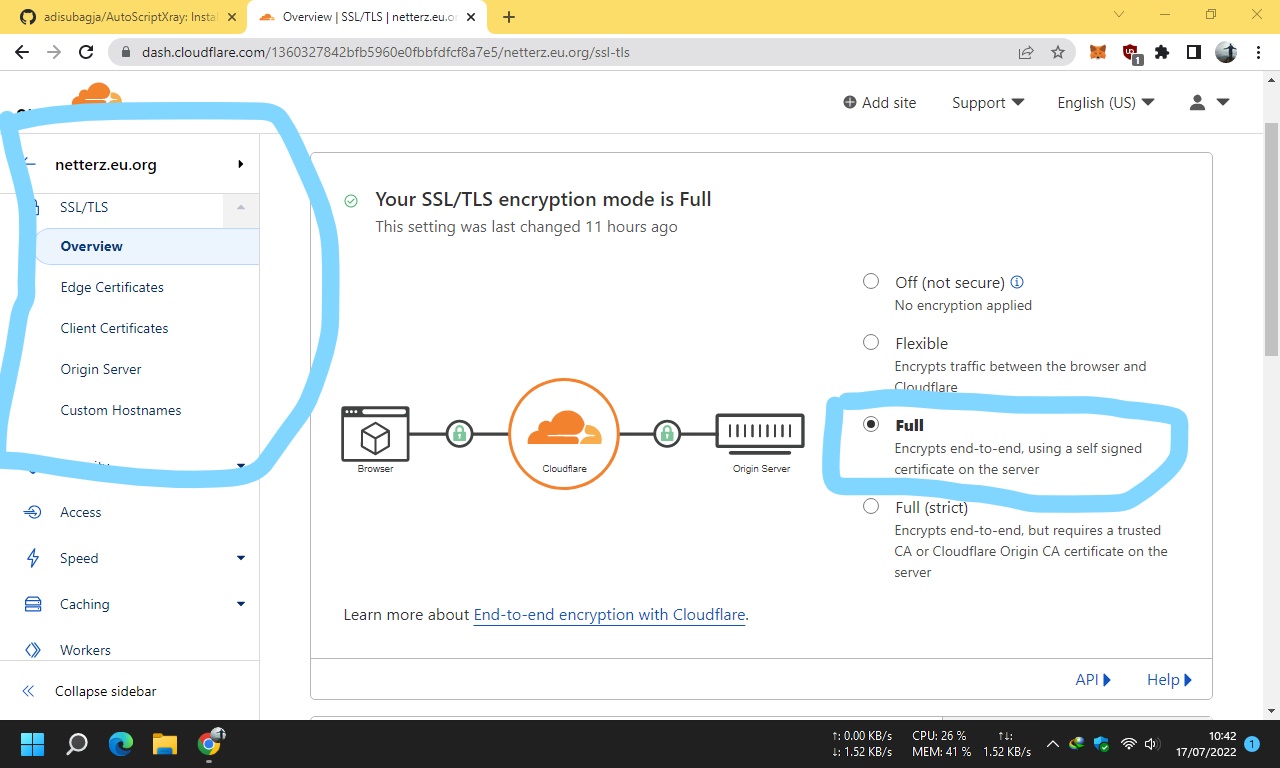 adisubagja/AutoScriptXray: Instal
Overview | SSL/TLS | netterz.eu.or
dash.cloudflare.com/1360327842bfb5960e0fbbfdfcf8a7e5/netterz.eu.org/ssl-tls
1
Add site
Support
English (US)
netterz.eu.org
SSL/TLS
Overview
Edge Certificates
Client Certificates
Origin Server
Custom Hostnames
Access
Speed
Caching
Workers
Collapse sidebar
Your SSL/TLS encryption mode is Full
This setting was last changed 11 hours ago
Browser
Cloudflare
Origin Server
Off (not secure)
No encryption applied
Flexible
Encrypts traffic between the browser and
Cloudflare
Full
Encrypts end-to-end, using a self signed
certificate on the server
Full (strict)
Encrypts end-to-end, but requires a trusted
CA or Cloudflare Origin CA certificate on the
server
Learn more about End-to-end encryption with Cloudflare.
API
Help
↑: 0.00 KB/s
↓: 1.52 KB/s
CPU: 26 %
MEM: 41 %
↑↓:
1.52 KB/s
10:42
17/07/2022
1